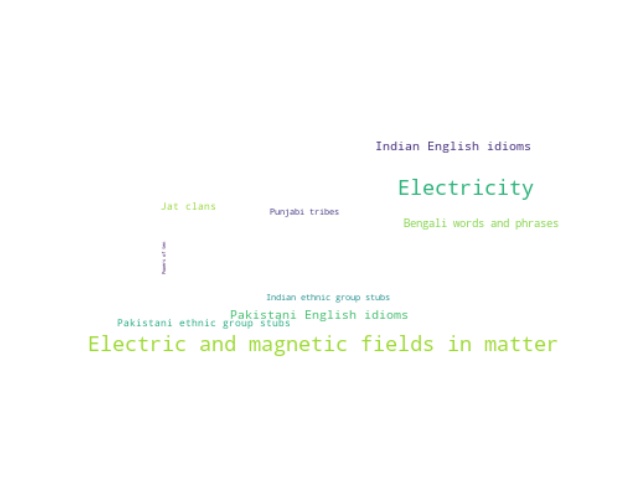 Indian English idioms
Electricity
Jat clans
Punjabi tribes
Bengali words and phrases
Powers of ten
Indian ethnic group stubs
Pakistani English idioms
Pakistani ethnic group stubs
Electric and magnetic fields in matter